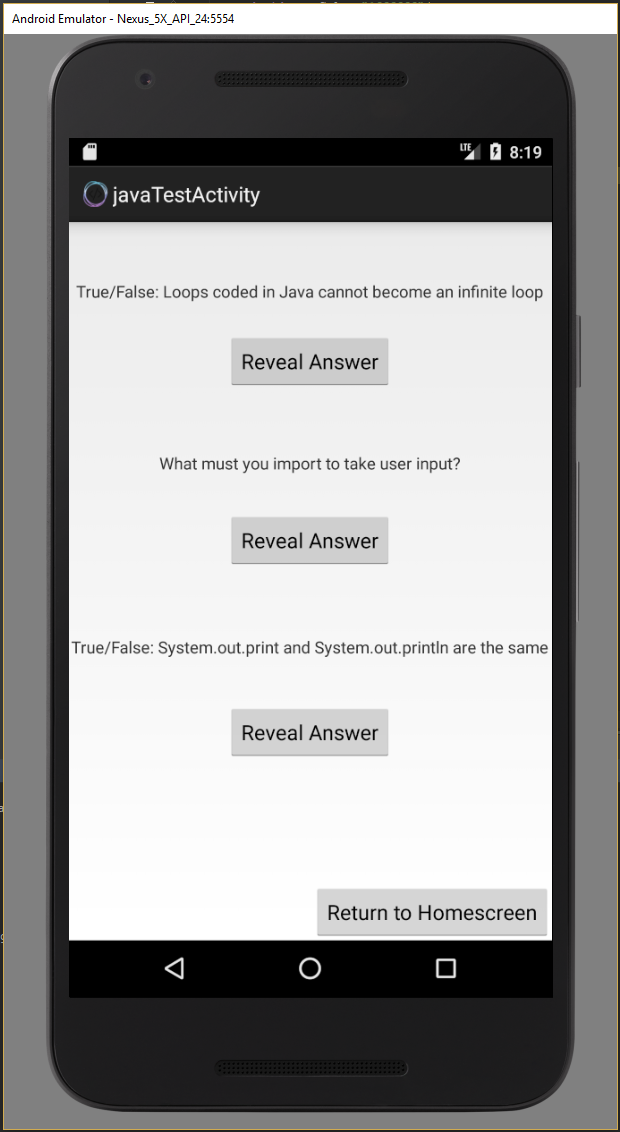 Android Emulator - Nexus_5X_API_24:5554
LTE 8:19
javaTestActivity
True/False: Loops coded in Java cannot become an infinite loop
Reveal Answer
What must you import to take user input?
Reveal Answer
True/False: System.out.print and System.out.println are the same
Reveal Answer
Return to Homescreen